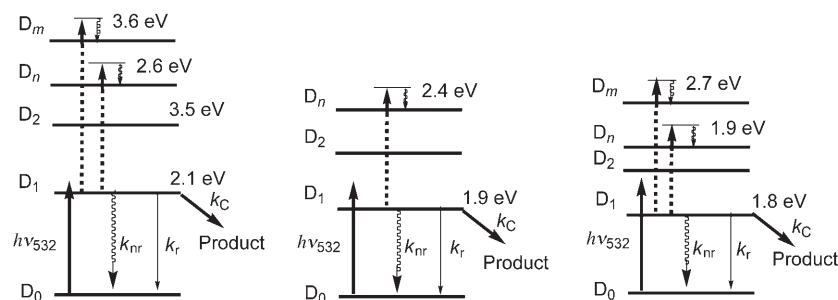 Dm 3.6 eV
Dn 2.6 eV
D2 3.5 eV
D1 2.1 eV
kC
hν532 knr kr Product
D0
Dn 2.4 eV
D2
D1 1.9 eV
kC
hν532 knr kr Product
D0
Dm 2.7 eV
Dn 1.9 eV
D2
D1 1.8 eV
kC
hν532 knr kr Product
D0